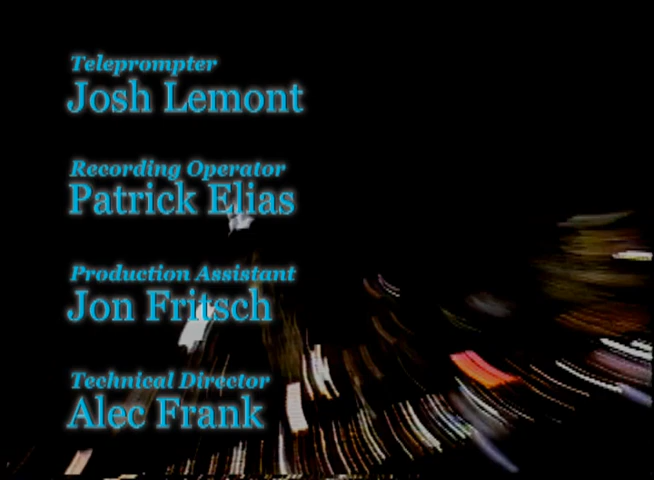 Teleprompter
Josh Lemont
Recording Operator
Patrick Elias
Production Assistant
Jon Fritsch
Technical Director
Alec Frank